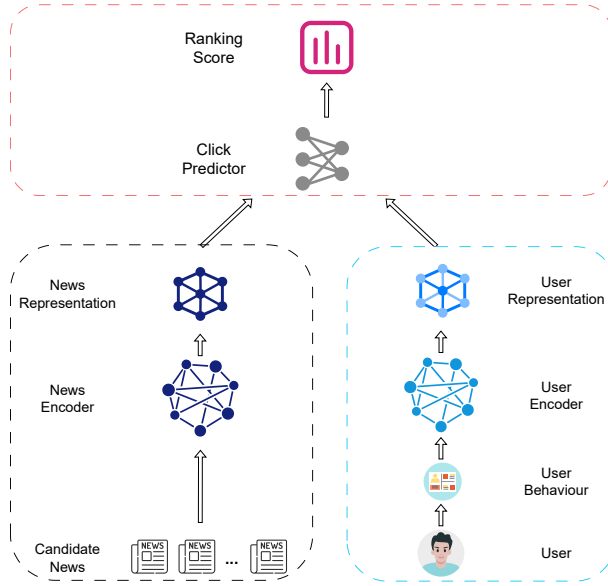 Ranking
Score
Click
Predictor
News
Representation
News
Encoder
Candidate
News
NEWS
NEWS
...
NEWS
User
Representation
User
Encoder
User
Behaviour
User